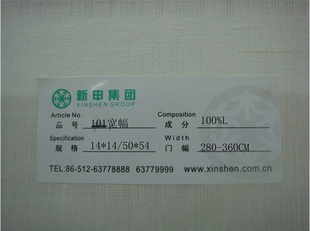 新申集团
XINSHEN GROUP
Article No. Composition
品 号 101宽幅 成 分 100%L
Specification Width
规 格 14*14/50*54 门 幅 280-360CM
TEL:86-512-63778888 63779999 www.xinshen.com.cn